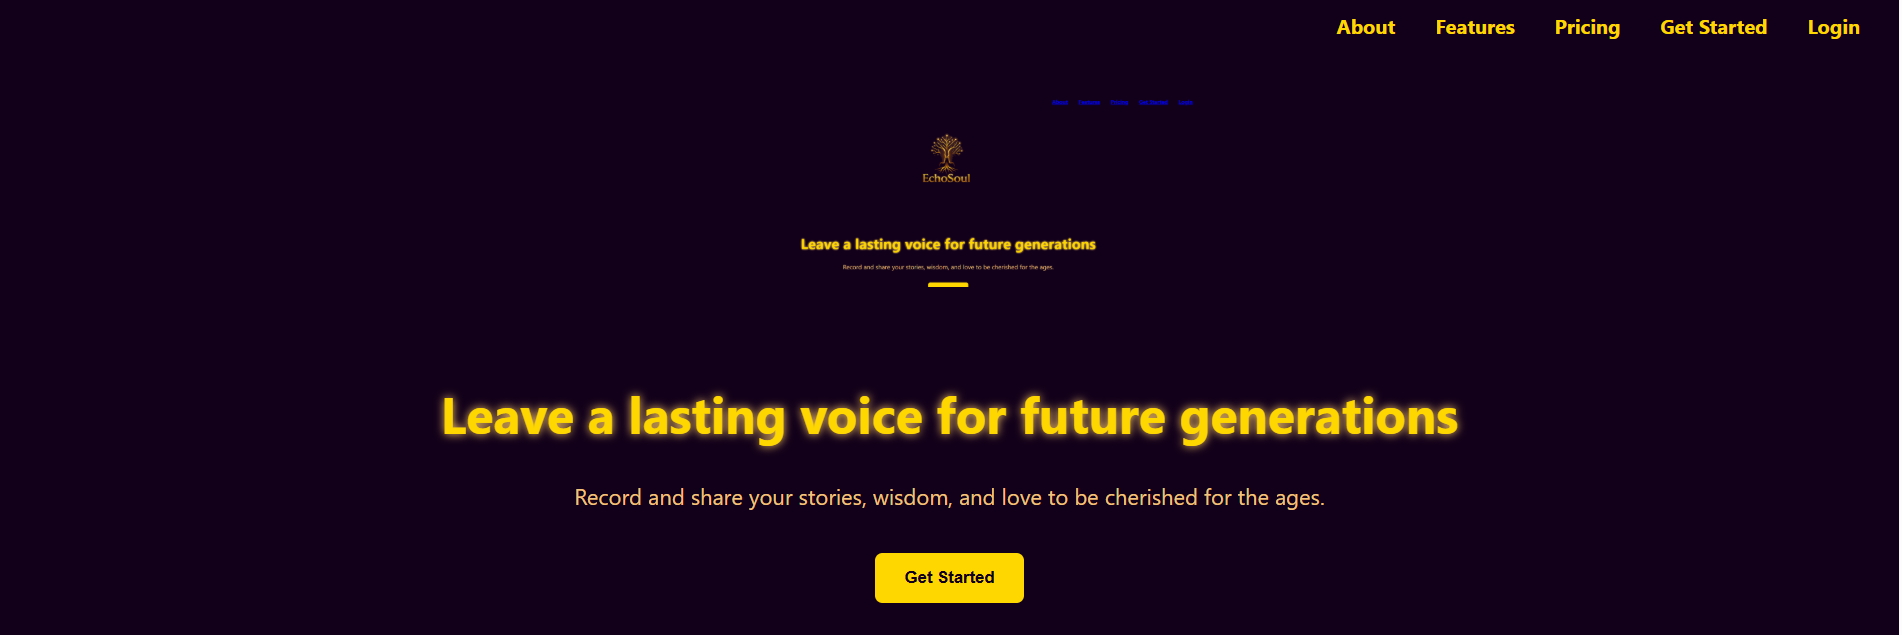 About Features Pricing Get Started Login
About Features Pricing Get Started Login
EchoSoul
Leave a lasting voice for future generations
Record and share your stories, wisdom, and love to be cherished for the ages.
Leave a lasting voice for future generations
Record and share your stories, wisdom, and love to be cherished for the ages.
Get Started